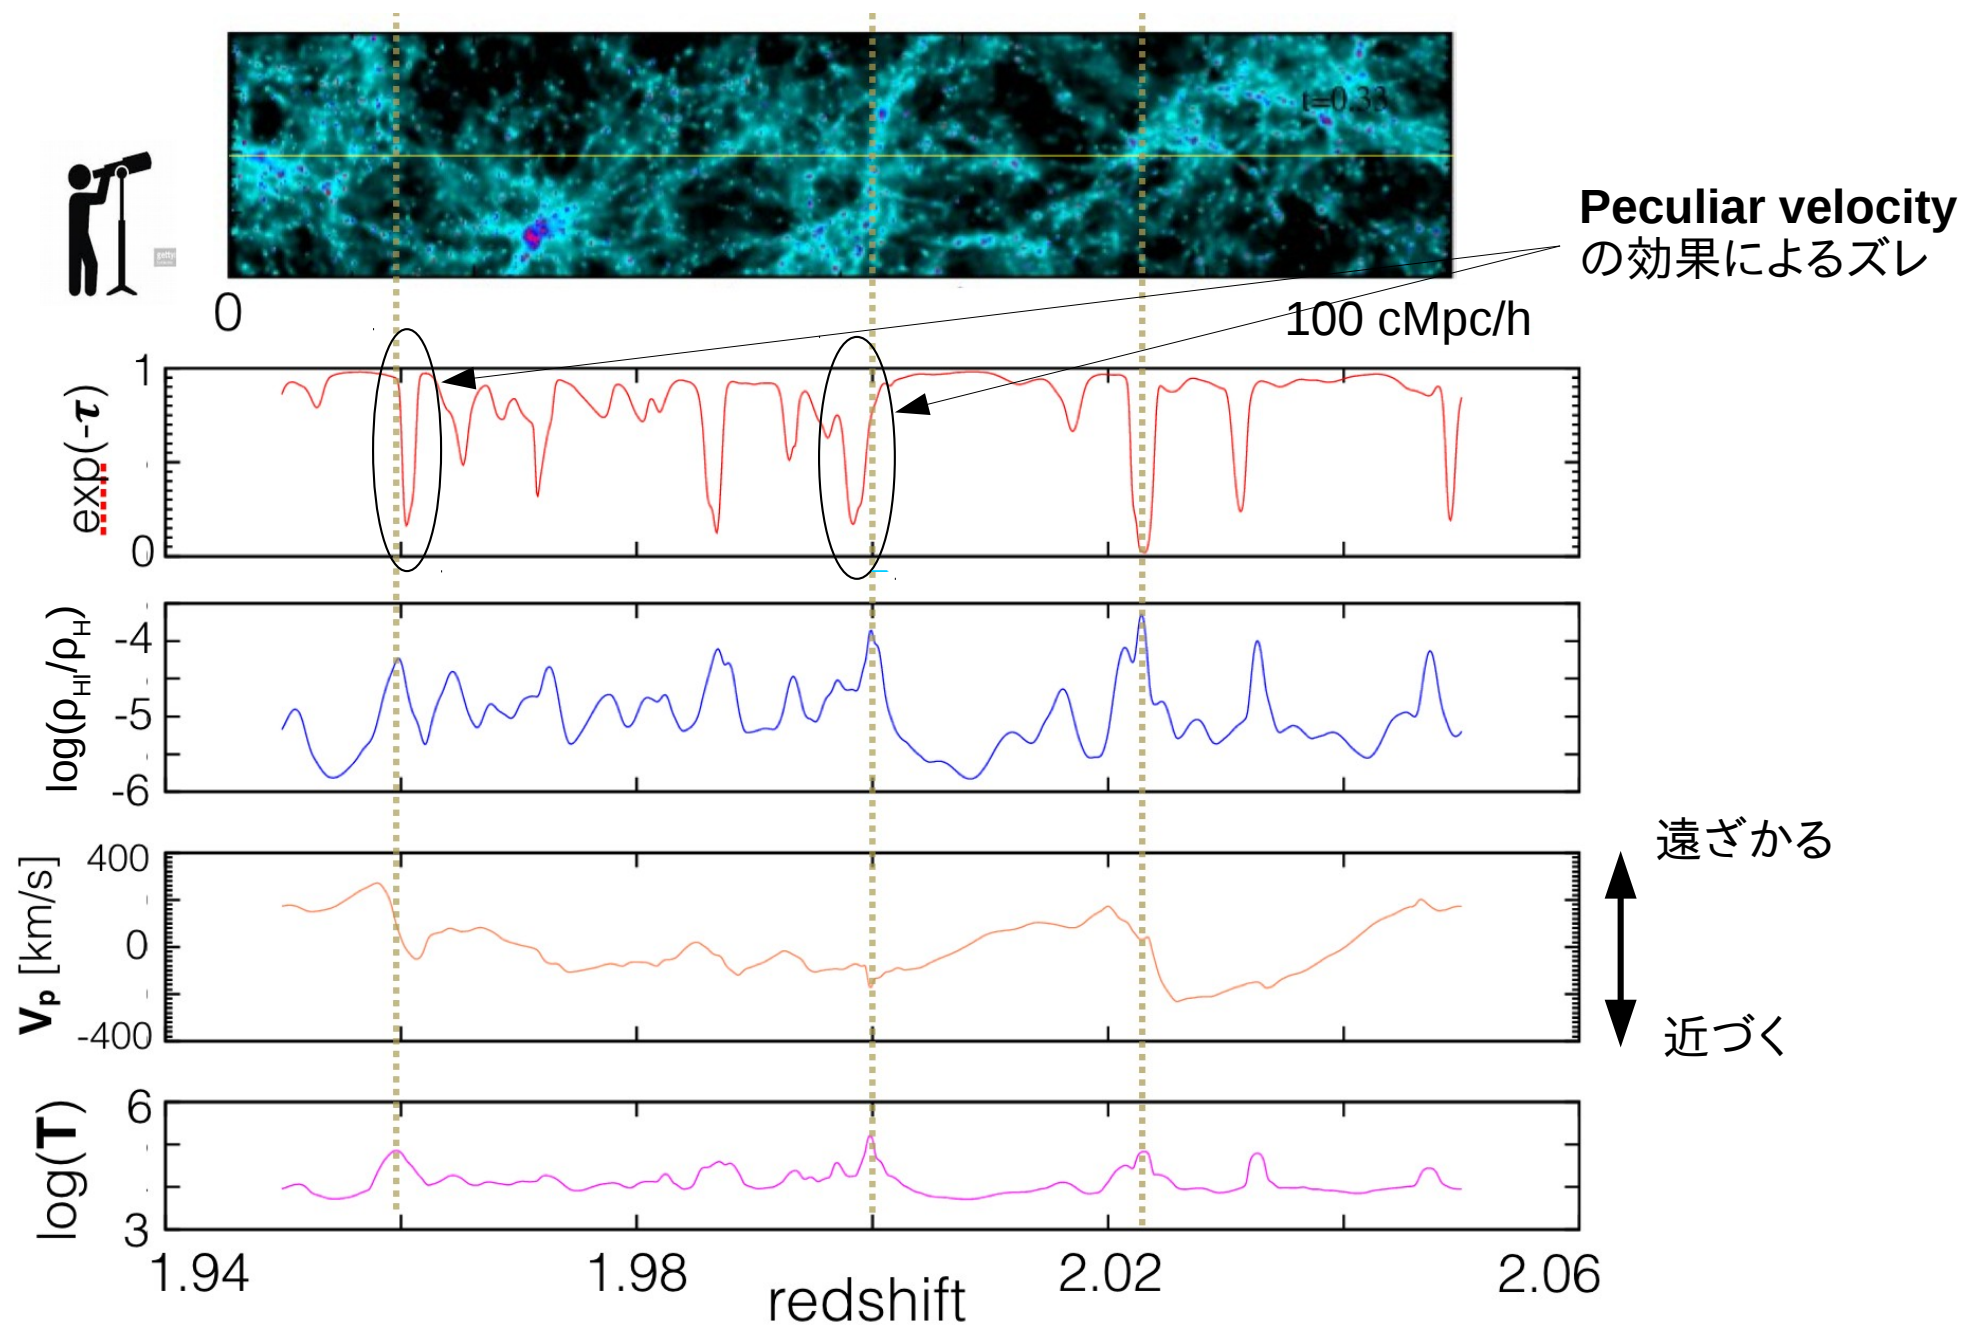 t=0.33
getty
Peculiar velocity
の効果によるズレ
0
100 cMpc/h
1
exp(-τ)
0
log(ρHI/ρH)
-4
-5
-6
遠ざかる
400
Vp [km/s]
0
-400
近づく
6
log(T)
3
1.94
1.98
2.02
2.06
redshift